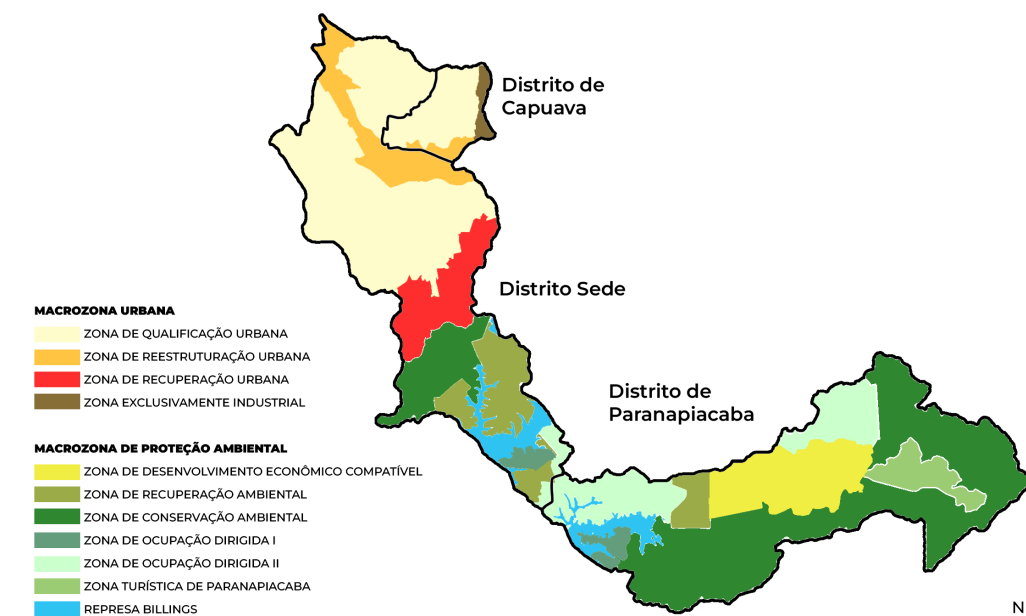 Distrito de
Capuava
Distrito Sede
MACROZONA URBANA
ZONA DE QUALIFICAÇÃO URBANA
ZONA DE REESTRUTURAÇÃO URBANA
ZONA DE RECUPERAÇÃO URBANA
ZONA EXCLUSIVAMENTE INDUSTRIAL
Distrito de
Paranapiacaba
MACROZONA DE PROTEÇÃO AMBIENTAL
ZONA DE DESENVOLVIMENTO ECONÔMICO COMPATÍVEL
ZONA DE RECUPERAÇÃO AMBIENTAL
ZONA DE CONSERVAÇÃO AMBIENTAL
ZONA DE OCUPAÇÃO DIRIGIDA I
ZONA DE OCUPAÇÃO DIRIGIDA II
ZONA TURÍSTICA DE PARANAPIACABA
REPRESA BILLINGS
N